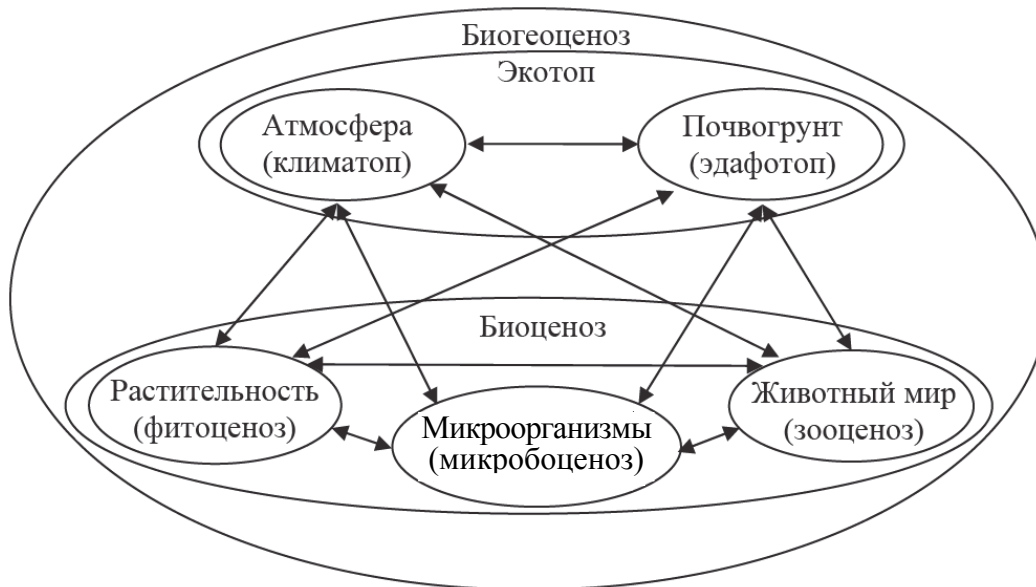 Биогеоценоз
Экотоп
Атмосфера
(климатоп)
Почвогрунт
(эдафотоп)
Биоценоз
Растительность
(фитоценоз)
Микроорганизмы
(микробоценоз)
Животный мир
(зооценоз)